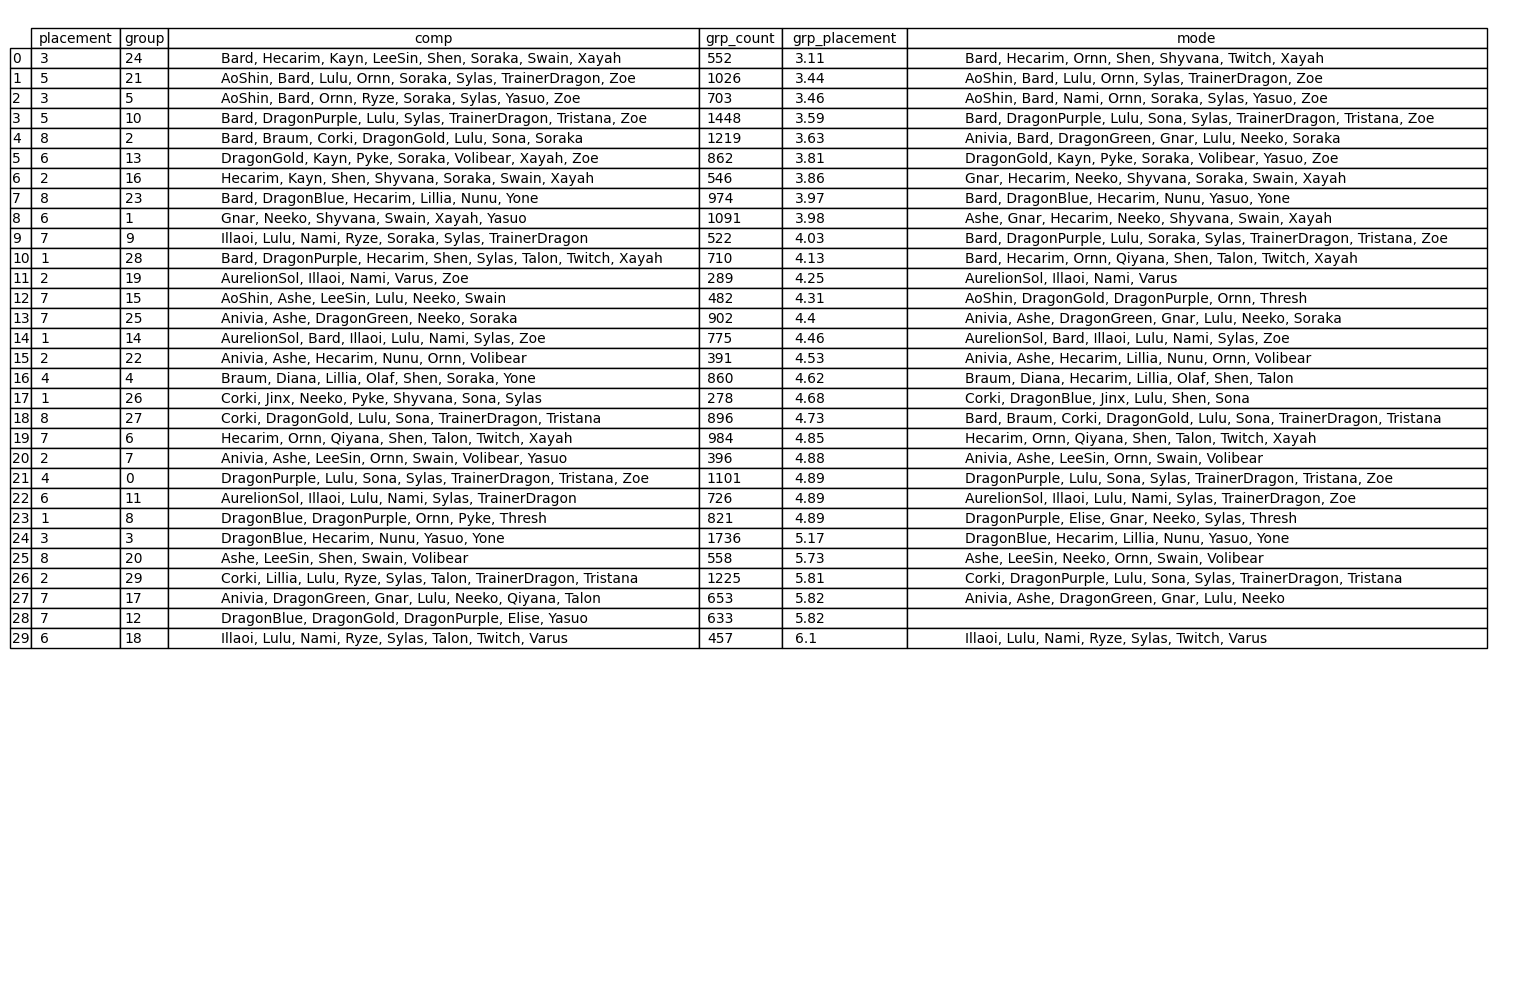 placement group comp grp_count grp_placement mode
0 3 24 Bard, Hecarim, Kayn, LeeSin, Shen, Soraka, Swain, Xayah 552 3.11 Bard, Hecarim, Ornn, Shen, Shyvana, Twitch, Xayah
1 5 21 AoShin, Bard, Lulu, Ornn, Soraka, Sylas, TrainerDragon, Zoe 1026 3.44 AoShin, Bard, Lulu, Ornn, Sylas, TrainerDragon, Zoe
2 3 5 AoShin, Bard, Ornn, Ryze, Soraka, Sylas, Yasuo, Zoe 703 3.46 AoShin, Bard, Nami, Ornn, Soraka, Sylas, Yasuo, Zoe
3 5 10 Bard, DragonPurple, Lulu, Sylas, TrainerDragon, Tristana, Zoe 1448 3.59 Bard, DragonPurple, Lulu, Sona, Sylas, TrainerDragon, Tristana, Zoe
4 8 2 Bard, Braum, Corki, DragonGold, Lulu, Sona, Soraka 1219 3.63 Anivia, Bard, DragonGreen, Gnar, Lulu, Neeko, Soraka
5 6 13 DragonGold, Kayn, Pyke, Soraka, Volibear, Xayah, Zoe 862 3.81 DragonGold, Kayn, Pyke, Soraka, Volibear, Yasuo, Zoe
6 2 16 Hecarim, Kayn, Shen, Shyvana, Soraka, Swain, Xayah 546 3.86 Gnar, Hecarim, Neeko, Shyvana, Soraka, Swain, Xayah
7 8 23 Bard, DragonBlue, Hecarim, Lillia, Nunu, Yone 974 3.97 Bard, DragonBlue, Hecarim, Nunu, Yasuo, Yone
8 6 1 Gnar, Neeko, Shyvana, Swain, Xayah, Yasuo 1091 3.98 Ashe, Gnar, Hecarim, Neeko, Shyvana, Swain, Xayah
9 7 9 Illaoi, Lulu, Nami, Ryze, Soraka, Sylas, TrainerDragon 522 4.03 Bard, DragonPurple, Lulu, Soraka, Sylas, TrainerDragon, Tristana, Zoe
10 1 28 Bard, DragonPurple, Hecarim, Shen, Sylas, Talon, Twitch, Xayah 710 4.13 Bard, Hecarim, Ornn, Qiyana, Shen, Talon, Twitch, Xayah
11 2 19 AurelionSol, Illaoi, Nami, Varus, Zoe 289 4.25 AurelionSol, Illaoi, Nami, Varus
12 7 15 AoShin, Ashe, LeeSin, Lulu, Neeko, Swain 482 4.31 AoShin, DragonGold, DragonPurple, Ornn, Thresh
13 7 25 Anivia, Ashe, DragonGreen, Neeko, Soraka 902 4.4 Anivia, Ashe, DragonGreen, Gnar, Lulu, Neeko, Soraka
14 1 14 AurelionSol, Bard, Illaoi, Lulu, Nami, Sylas, Zoe 775 4.46 AurelionSol, Bard, Illaoi, Lulu, Nami, Sylas, Zoe
15 2 22 Anivia, Ashe, Hecarim, Nunu, Ornn, Volibear 391 4.53 Anivia, Ashe, Hecarim, Lillia, Nunu, Ornn, Volibear
16 4 4 Braum, Diana, Lillia, Olaf, Shen, Soraka, Yone 860 4.62 Braum, Diana, Hecarim, Lillia, Olaf, Shen, Talon
17 1 26 Corki, Jinx, Neeko, Pyke, Shyvana, Sona, Sylas 278 4.68 Corki, DragonBlue, Jinx, Lulu, Shen, Sona
18 8 27 Corki, DragonGold, Lulu, Sona, TrainerDragon, Tristana 896 4.73 Bard, Braum, Corki, DragonGold, Lulu, Sona, TrainerDragon, Tristana
19 7 6 Hecarim, Ornn, Qiyana, Shen, Talon, Twitch, Xayah 984 4.85 Hecarim, Ornn, Qiyana, Shen, Talon, Twitch, Xayah
20 2 7 Anivia, Ashe, LeeSin, Ornn, Swain, Volibear, Yasuo 396 4.88 Anivia, Ashe, LeeSin, Ornn, Swain, Volibear
21 4 0 DragonPurple, Lulu, Sona, Sylas, TrainerDragon, Tristana, Zoe 1101 4.89 DragonPurple, Lulu, Sona, Sylas, TrainerDragon, Tristana, Zoe
22 6 11 AurelionSol, Illaoi, Lulu, Nami, Sylas, TrainerDragon 726 4.89 AurelionSol, Illaoi, Lulu, Nami, Sylas, TrainerDragon, Zoe
23 1 8 DragonBlue, DragonPurple, Ornn, Pyke, Thresh 821 4.89 DragonPurple, Elise, Gnar, Neeko, Sylas, Thresh
24 3 3 DragonBlue, Hecarim, Nunu, Yasuo, Yone 1736 5.17 DragonBlue, Hecarim, Lillia, Nunu, Yasuo, Yone
25 8 20 Ashe, LeeSin, Shen, Swain, Volibear 558 5.73 Ashe, LeeSin, Neeko, Ornn, Swain, Volibear
26 2 29 Corki, Lillia, Lulu, Ryze, Sylas, Talon, TrainerDragon, Tristana 1225 5.81 Corki, DragonPurple, Lulu, Sona, Sylas, TrainerDragon, Tristana
27 7 17 Anivia, DragonGreen, Gnar, Lulu, Neeko, Qiyana, Talon 653 5.82 Anivia, Ashe, DragonGreen, Gnar, Lulu, Neeko
28 7 12 DragonBlue, DragonGold, DragonPurple, Elise, Yasuo 633 5.82
29 6 18 Illaoi, Lulu, Nami, Ryze, Sylas, Talon, Twitch, Varus 457 6.1 Illaoi, Lulu, Nami, Ryze, Sylas, Twitch, Varus